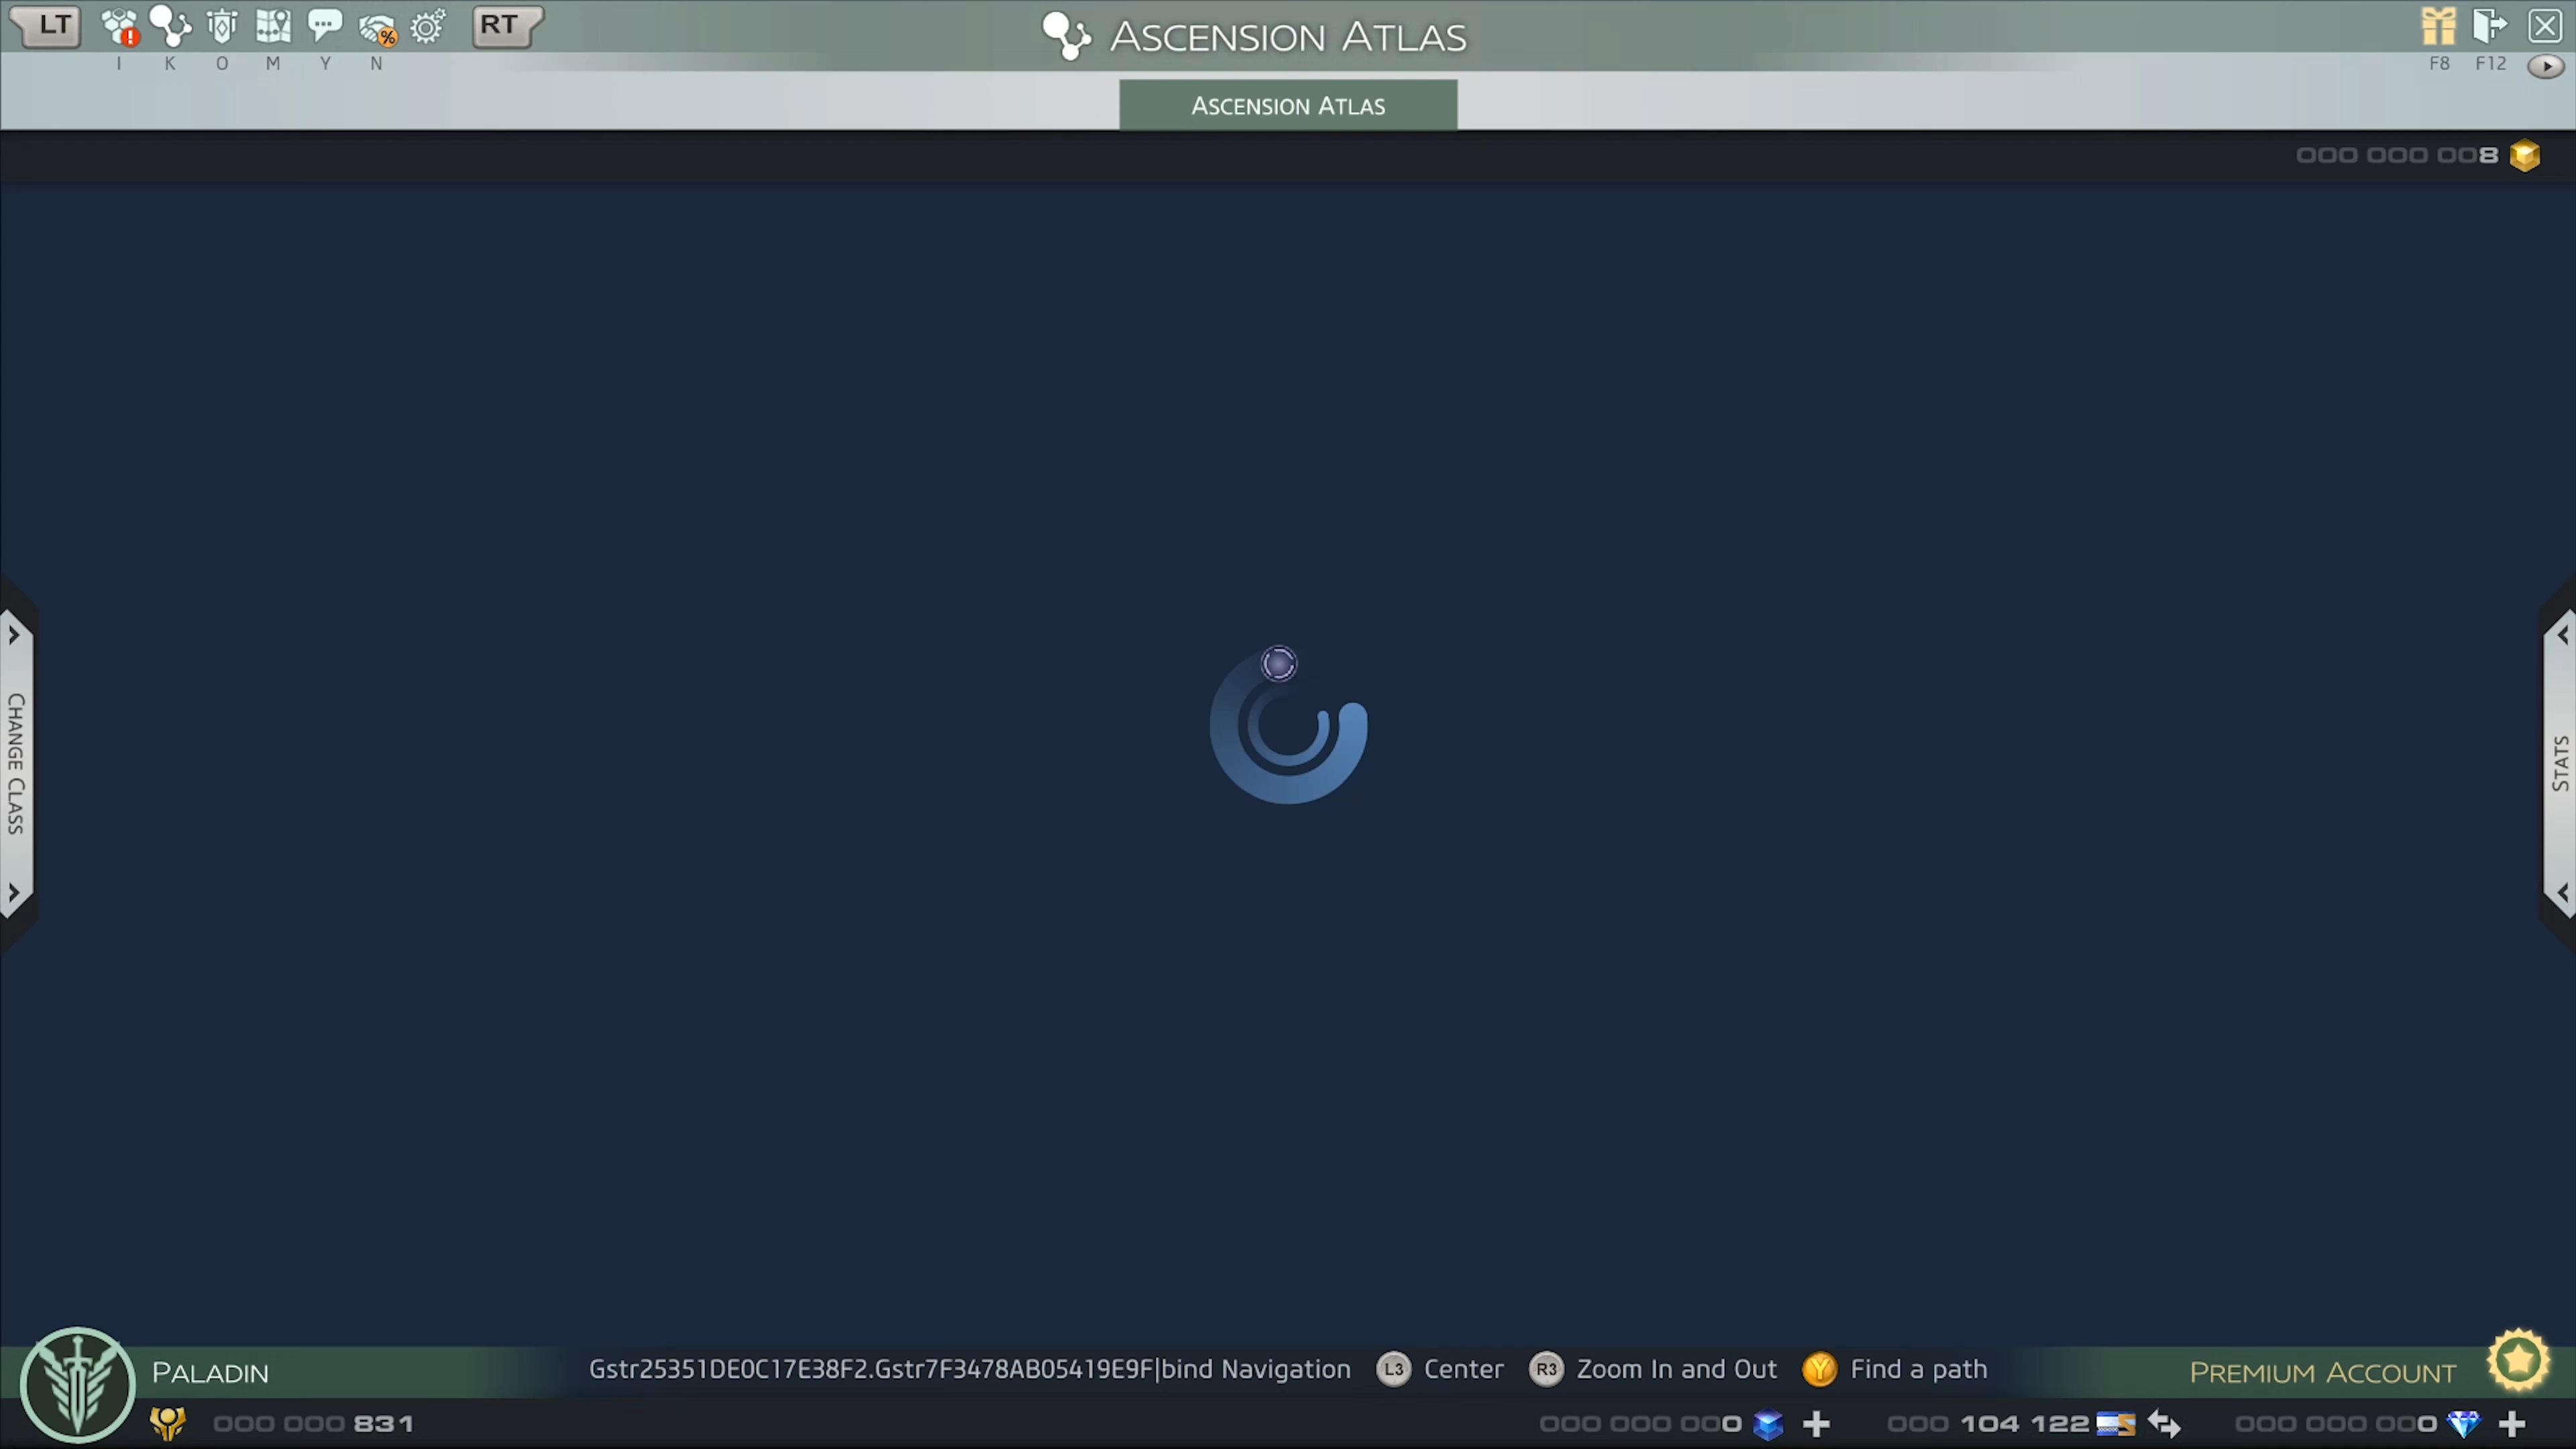 LT
RT
I K O M Y N
ASCENSION ATLAS
F8 F12
ASCENSION ATLAS
000 000 008
CHANGE CLASS
STATS
PALADIN
Gstr25351DE0C17E38F2.Gstr7F3478AB05419E9F|bind Navigation L3 Center R3 Zoom In and Out Y Find a path
PREMIUM ACCOUNT
000 000 831
000 000 000
000 104 122
000 000 000